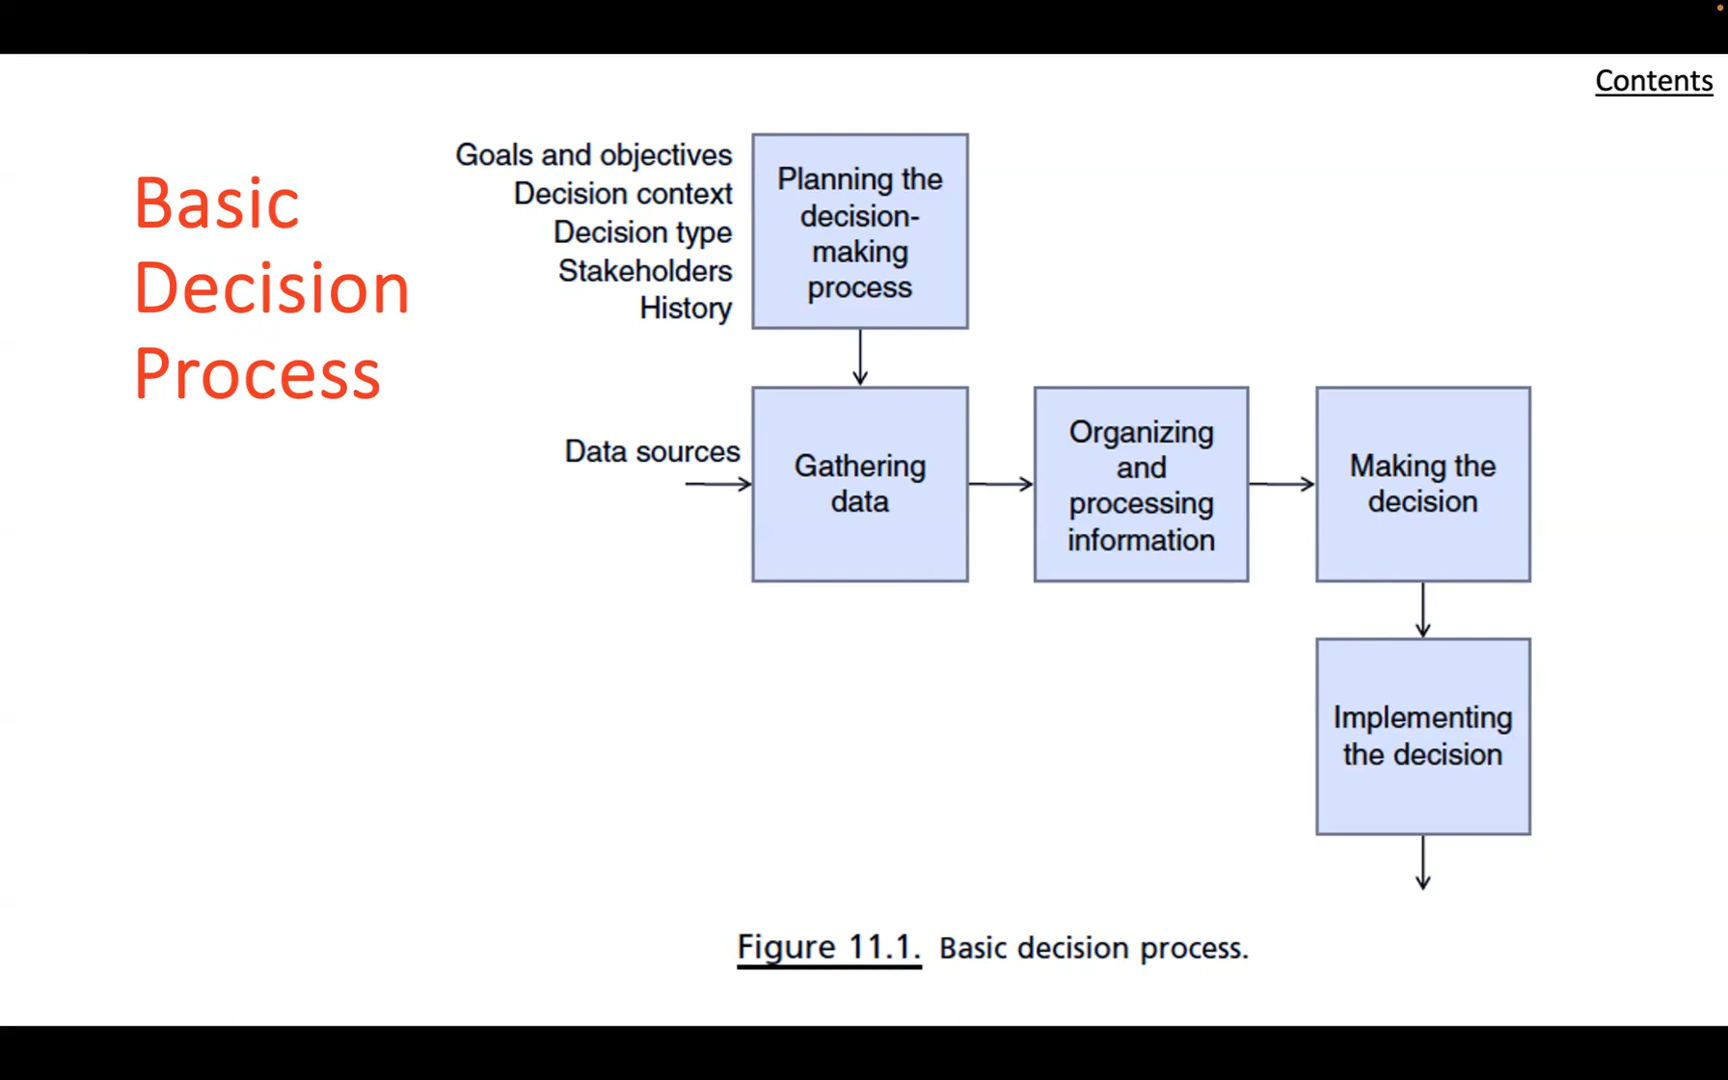 Contents
Basic
Decision
Process
Goals and objectives
Decision context
Decision type
Stakeholders
History
Planning the
decision-
making
process
Data sources
Gathering
data
Organizing
and
processing
information
Making the
decision
Implementing
the decision
Figure 11.1. Basic decision process.